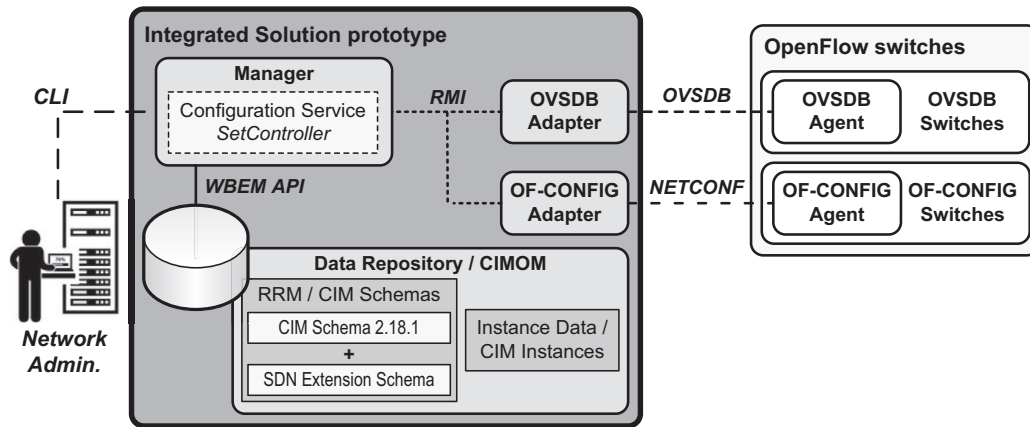 Integrated Solution prototype
Manager
Configuration Service
SetController
CLI
RMI
WBEM API
OVSDB
Adapter
OF-CONFIG
Adapter
OVSDB
NETCONF
OpenFlow switches
OVSDB
Agent
OVSDB
Switches
OF-CONFIG
Agent
OF-CONFIG
Switches
Network
Admin.
Data Repository / CIMOM
RRM / CIM Schemas
CIM Schema 2.18.1
+
SDN Extension Schema
Instance Data /
CIM Instances